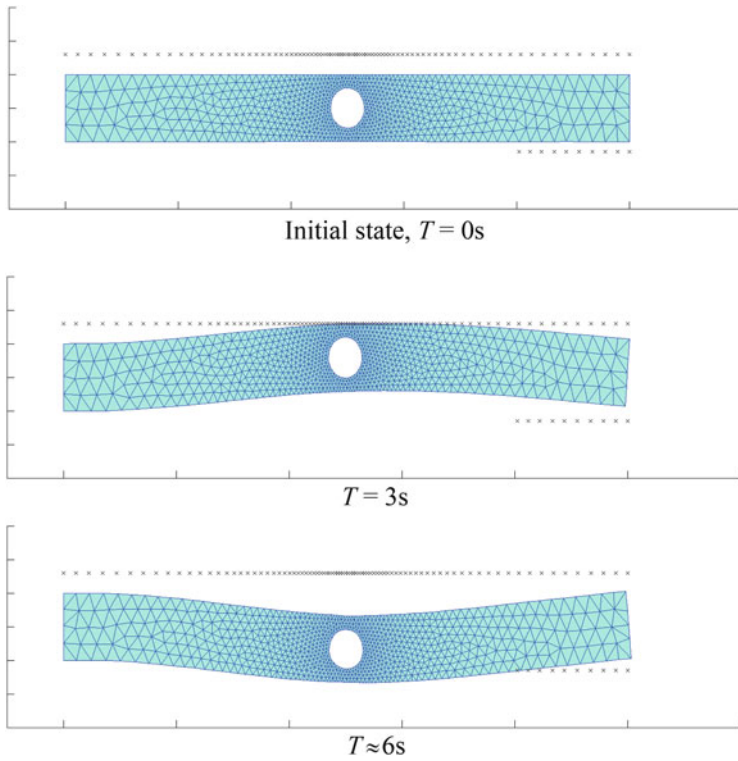 Initial state, T = 0s
T = 3s
T≈6s